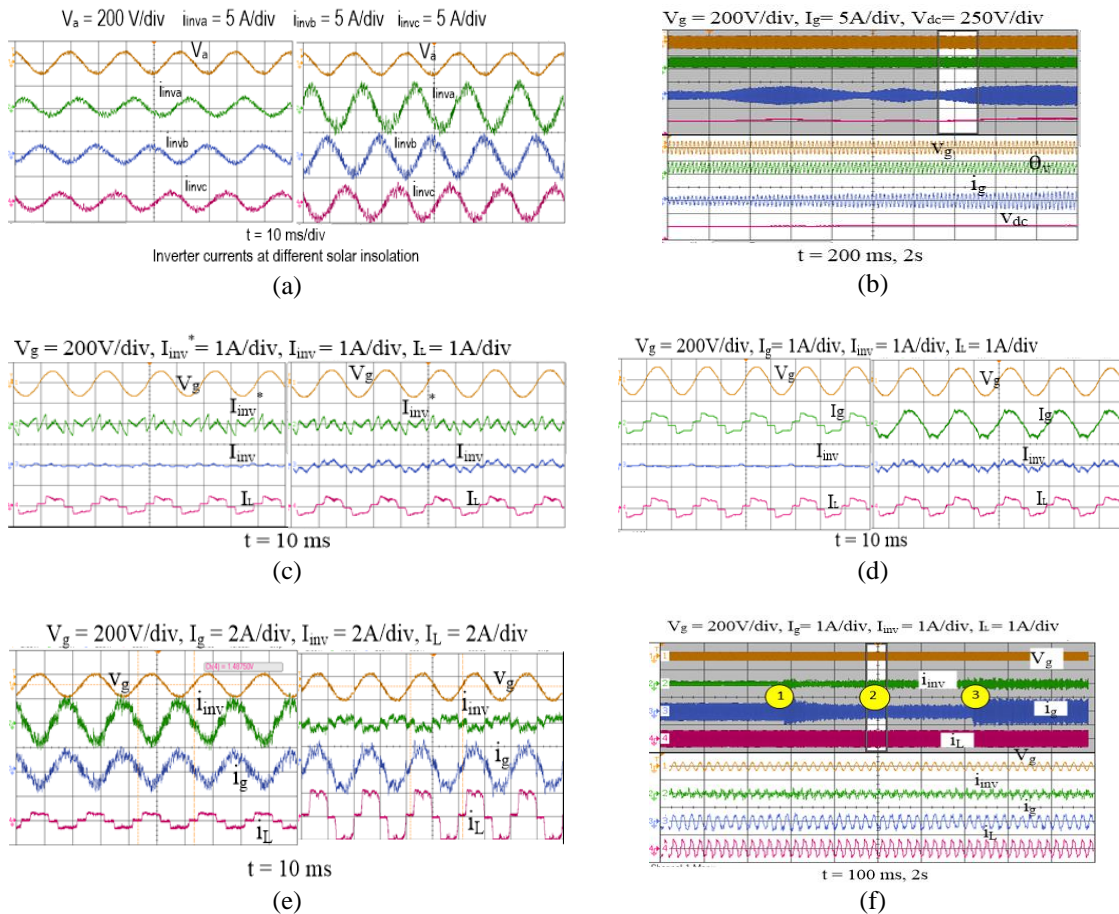 Vₐ = 200 V/div iinva = 5 A/div iinvb = 5 A/div iinvc = 5 A/div
Va
Va
iinva
iinva
iinvb
iinvb
iinvc
iinvc
t = 10 ms/div
Inverter currents at different solar insolation
(a)
Vg = 200V/div, Ig= 5A/div, Vdc= 250V/div
vg
θv
ig
vdc
t = 200 ms, 2s
(b)
Vg = 200V/div, Iinv*= 1A/div, Iinv= 1A/div, IL= 1A/div
Vg
Vg
Iinv*
Iinv*
Iinv
Iinv
IL
IL
t = 10 ms
(c)
Vg = 200V/div, Ig= 1A/div, Iinv= 1A/div, IL= 1A/div
Vg
Vg
Ig
Ig
Iinv
Iinv
IL
IL
t = 10 ms
(d)
Vg = 200V/div, Ig= 2A/div, Iinv= 2A/div, IL= 2A/div
Vg
Vg
iinv
iinv
ig
ig
iL
iL
t = 10 ms
(e)
Vg = 200V/div, Ig= 1A/div, Iinv= 1A/div, IL= 1A/div
Vg
iinv
1
2
3
ig
iL
Vg
iinv
ig
iL
t = 100 ms, 2s
(f)